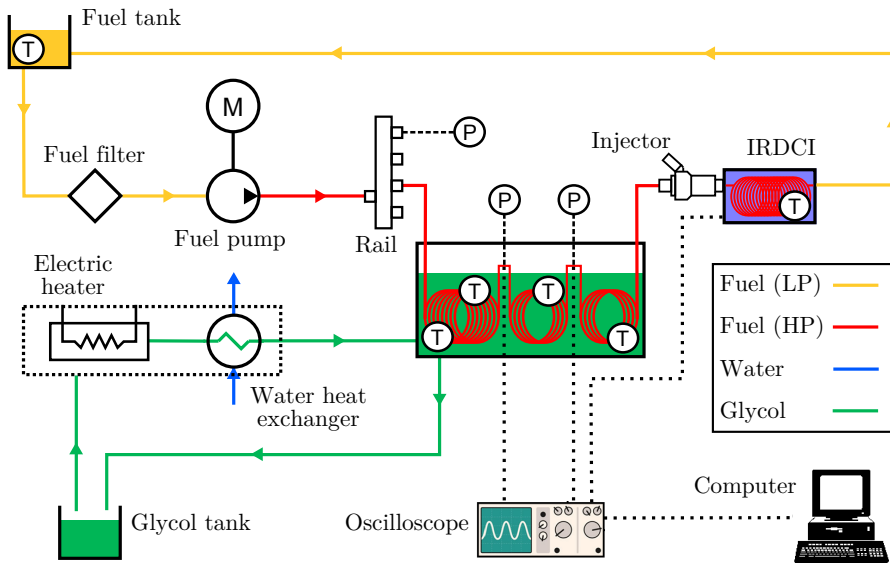 Fuel tank
T
M
P
Injector
IRDCI
Fuel filter
T
P
P
Fuel pump
Rail
Electric
heater
Fuel (LP)
T
T
Fuel (HP)
T
T
Water
Water heat
exchanger
Glycol
Computer
Glycol tank
Oscilloscope